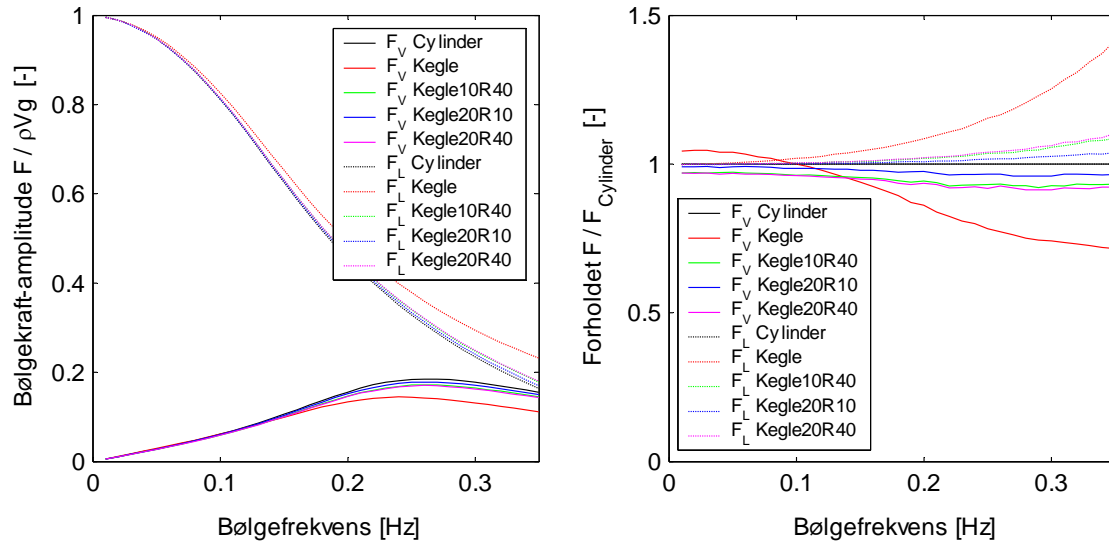 Bølgekraft-amplitude F / ρVg [-]
1
0.8
0.6
0.4
0.2
0
0
0.1
0.2
0.3
Bølgefrekvens [Hz]
F_V Cylinder
F_V Kegle
F_V Kegle10R40
F_V Kegle20R10
F_V Kegle20R40
F_L Cylinder
F_L Kegle
F_L Kegle10R40
F_L Kegle20R10
F_L Kegle20R40
Forholdet F / F_Cylinder [-]
1.5
1
0.5
0
0
0.1
0.2
0.3
Bølgefrekvens [Hz]
F_V Cylinder
F_V Kegle
F_V Kegle10R40
F_V Kegle20R10
F_V Kegle20R40
F_L Cylinder
F_L Kegle
F_L Kegle10R40
F_L Kegle20R10
F_L Kegle20R40